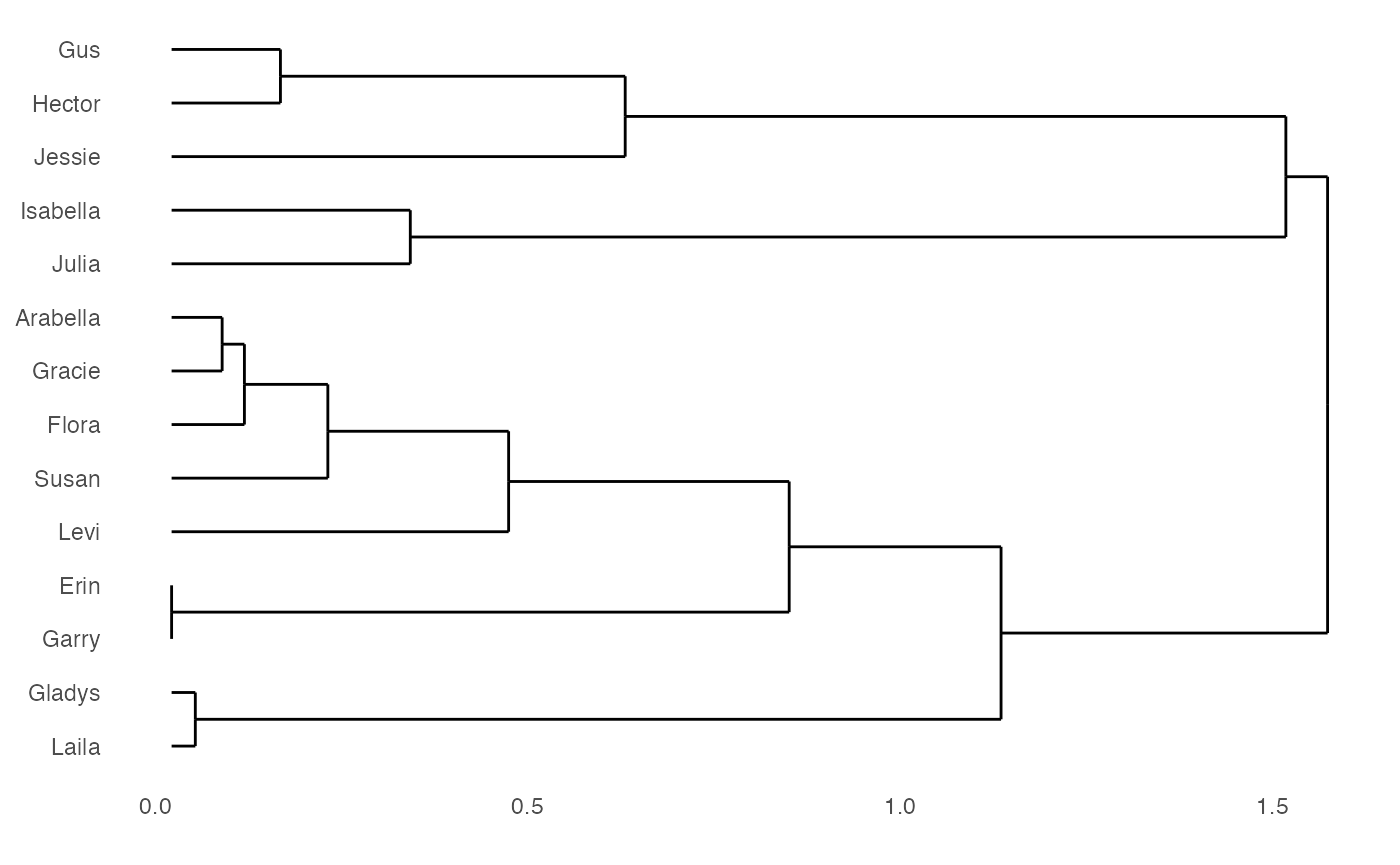 Gus
Hector
Jessie
Isabella
Julia
Arabella
Gracie
Flora
Susan
Levi
Erin
Garry
Gladys
Laila
0.0 0.5 1.0 1.5